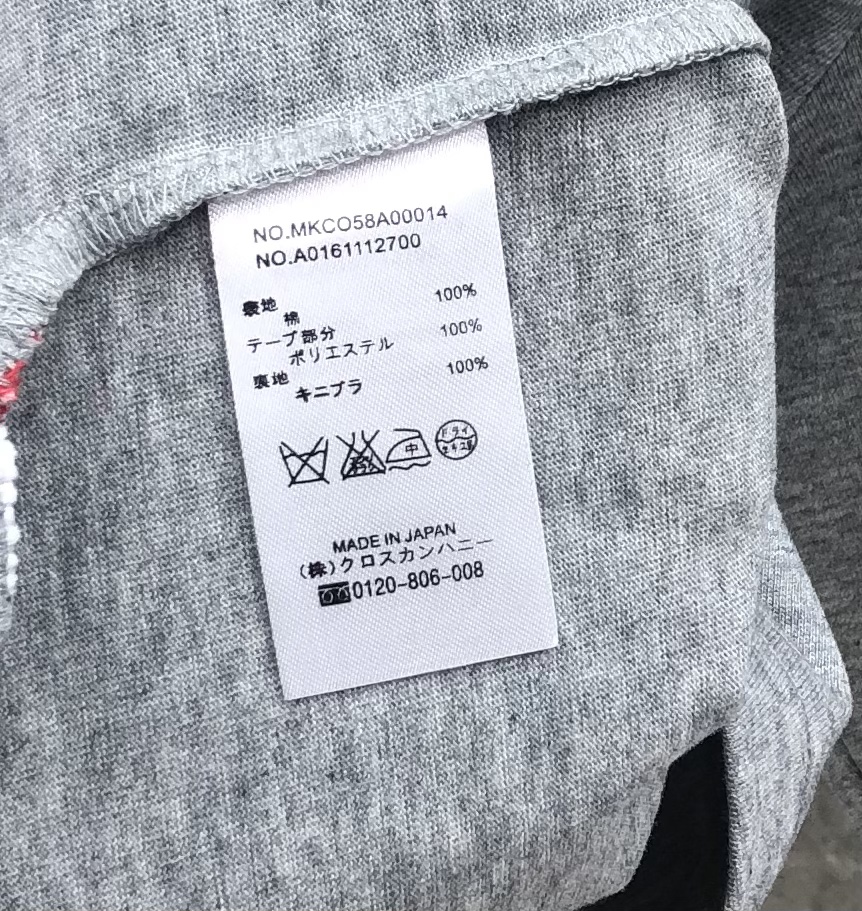 NO.MKCO58A00014
NO.A0161112700
表地
綿 100%
テープ部分
ポリエステル 100%
裏地
キニプラ 100%
中
ドライ
MADE IN JAPAN
(株)クロスカンハニー
0120-806-008